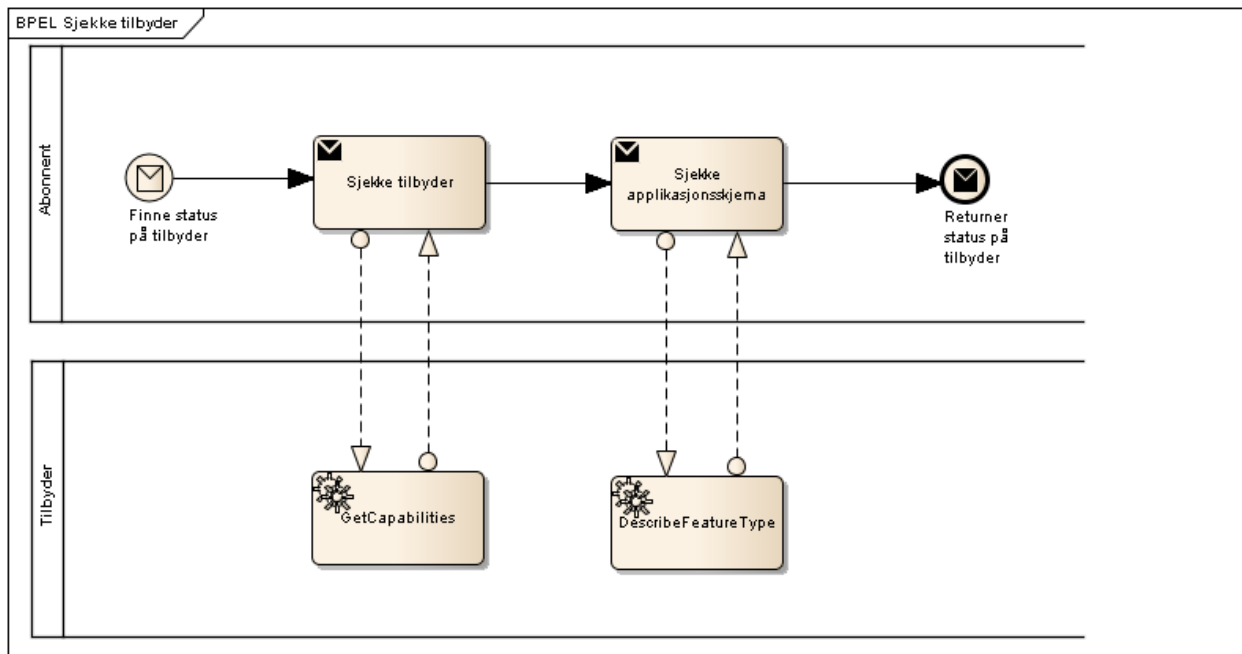 BPEL Sjekke tilbyder
Abonnent
Finne status
på tilbyder
Sjekke tilbyder
Sjekke
applikasjonsskjema
Returner
status på
tilbyder
Tilbyder
GetCapabilities
DescribeFeatureType